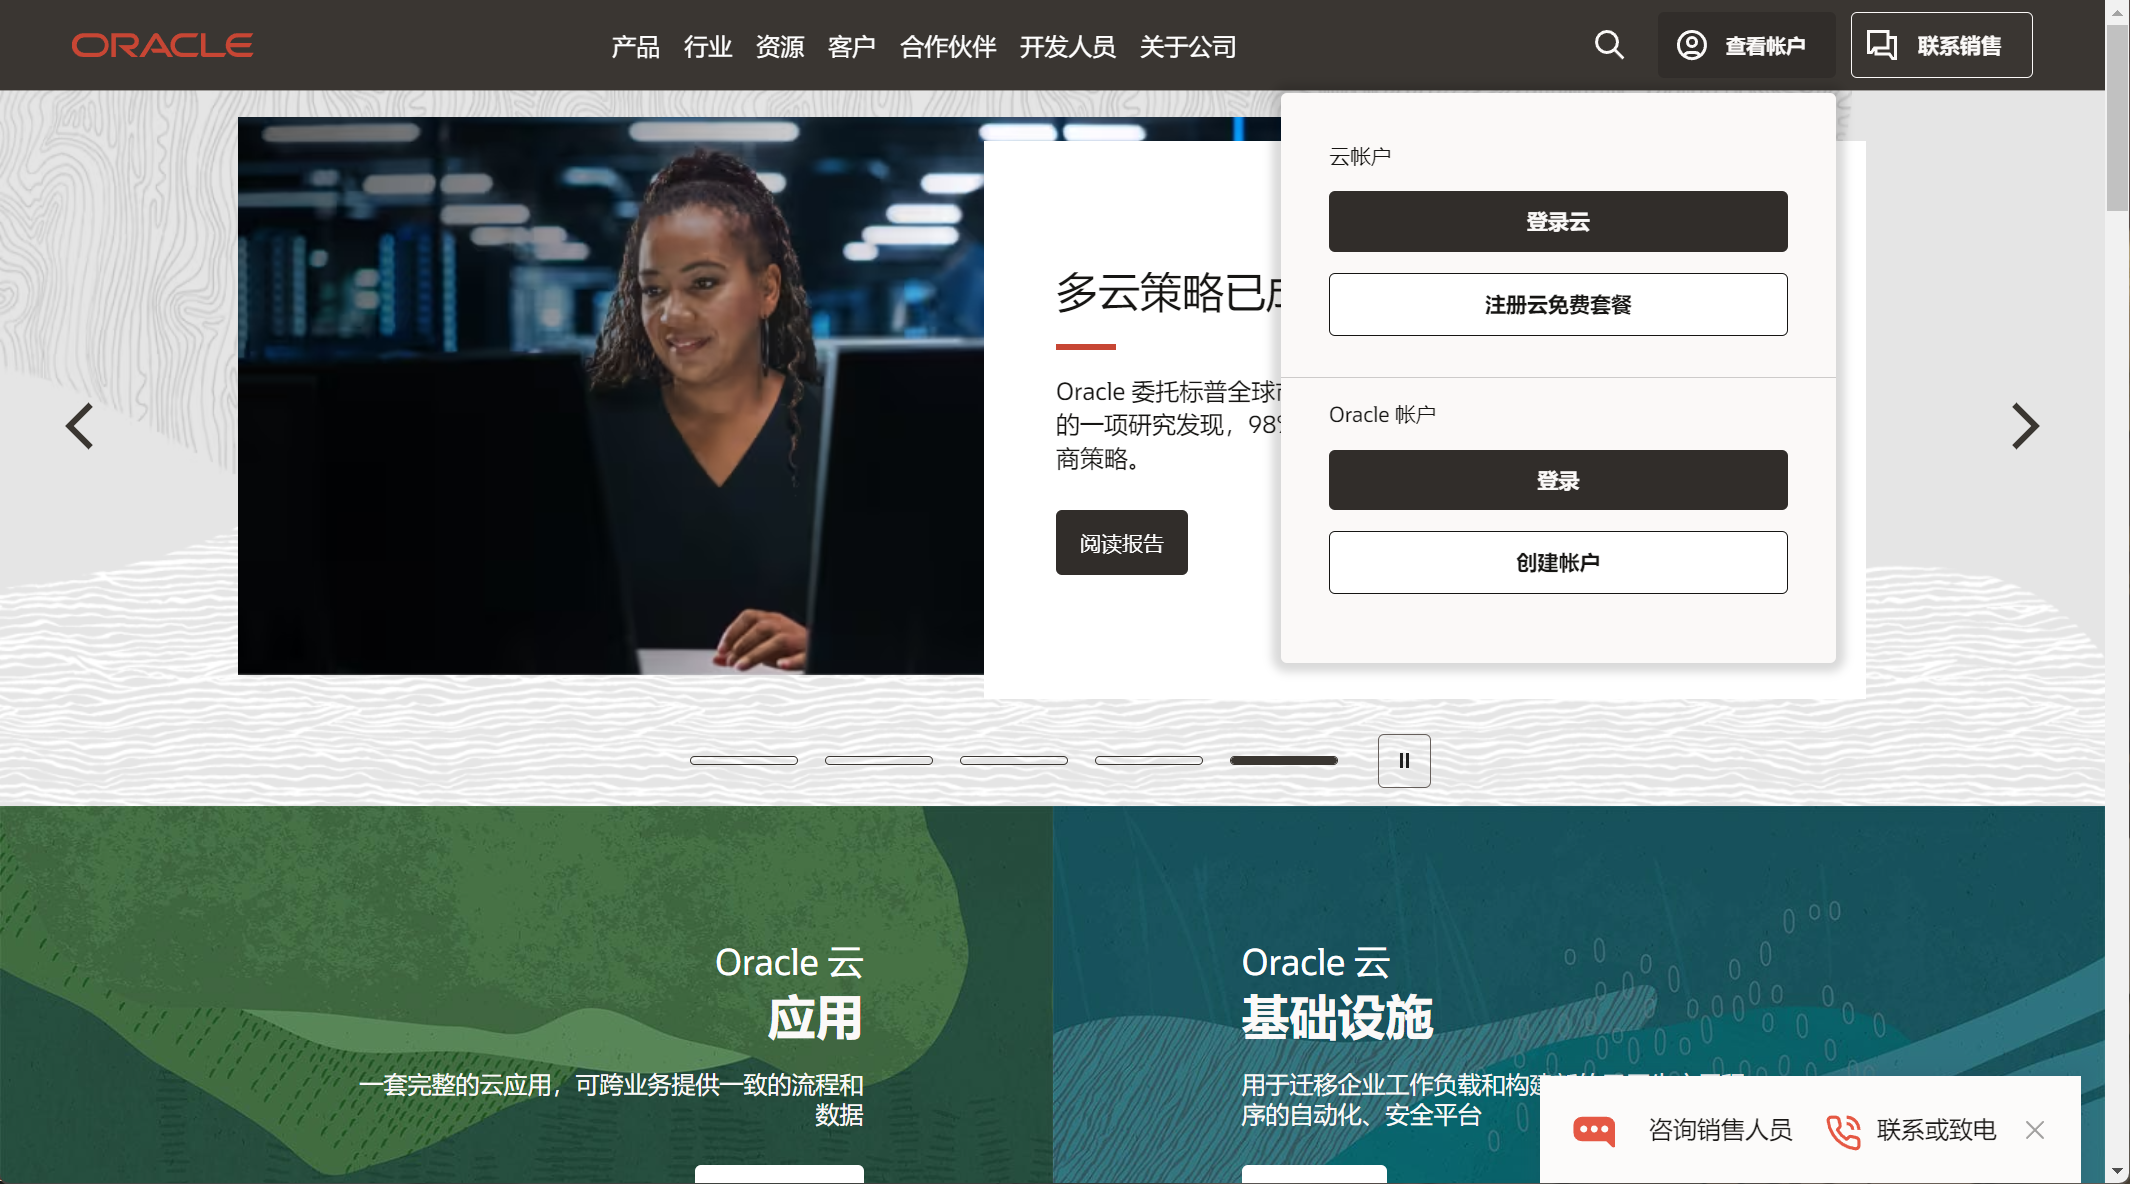 ORACLE
产品 行业 资源 客户 合作伙伴 开发人员 关于公司
查看帐户
联系销售
云帐户
登录云
注册云免费套餐
Oracle 帐户
登录
创建帐户
多云策略已
Oracle 委托标普全球
的一项研究发现，98
商策略。
阅读报告
Oracle 云
应用
一套完整的云应用，可跨业务提供一致的流程和
数据
Oracle 云
基础设施
用于迁移企业工作负载和构建
序的自动化、安全平台
咨询销售人员
联系或致电